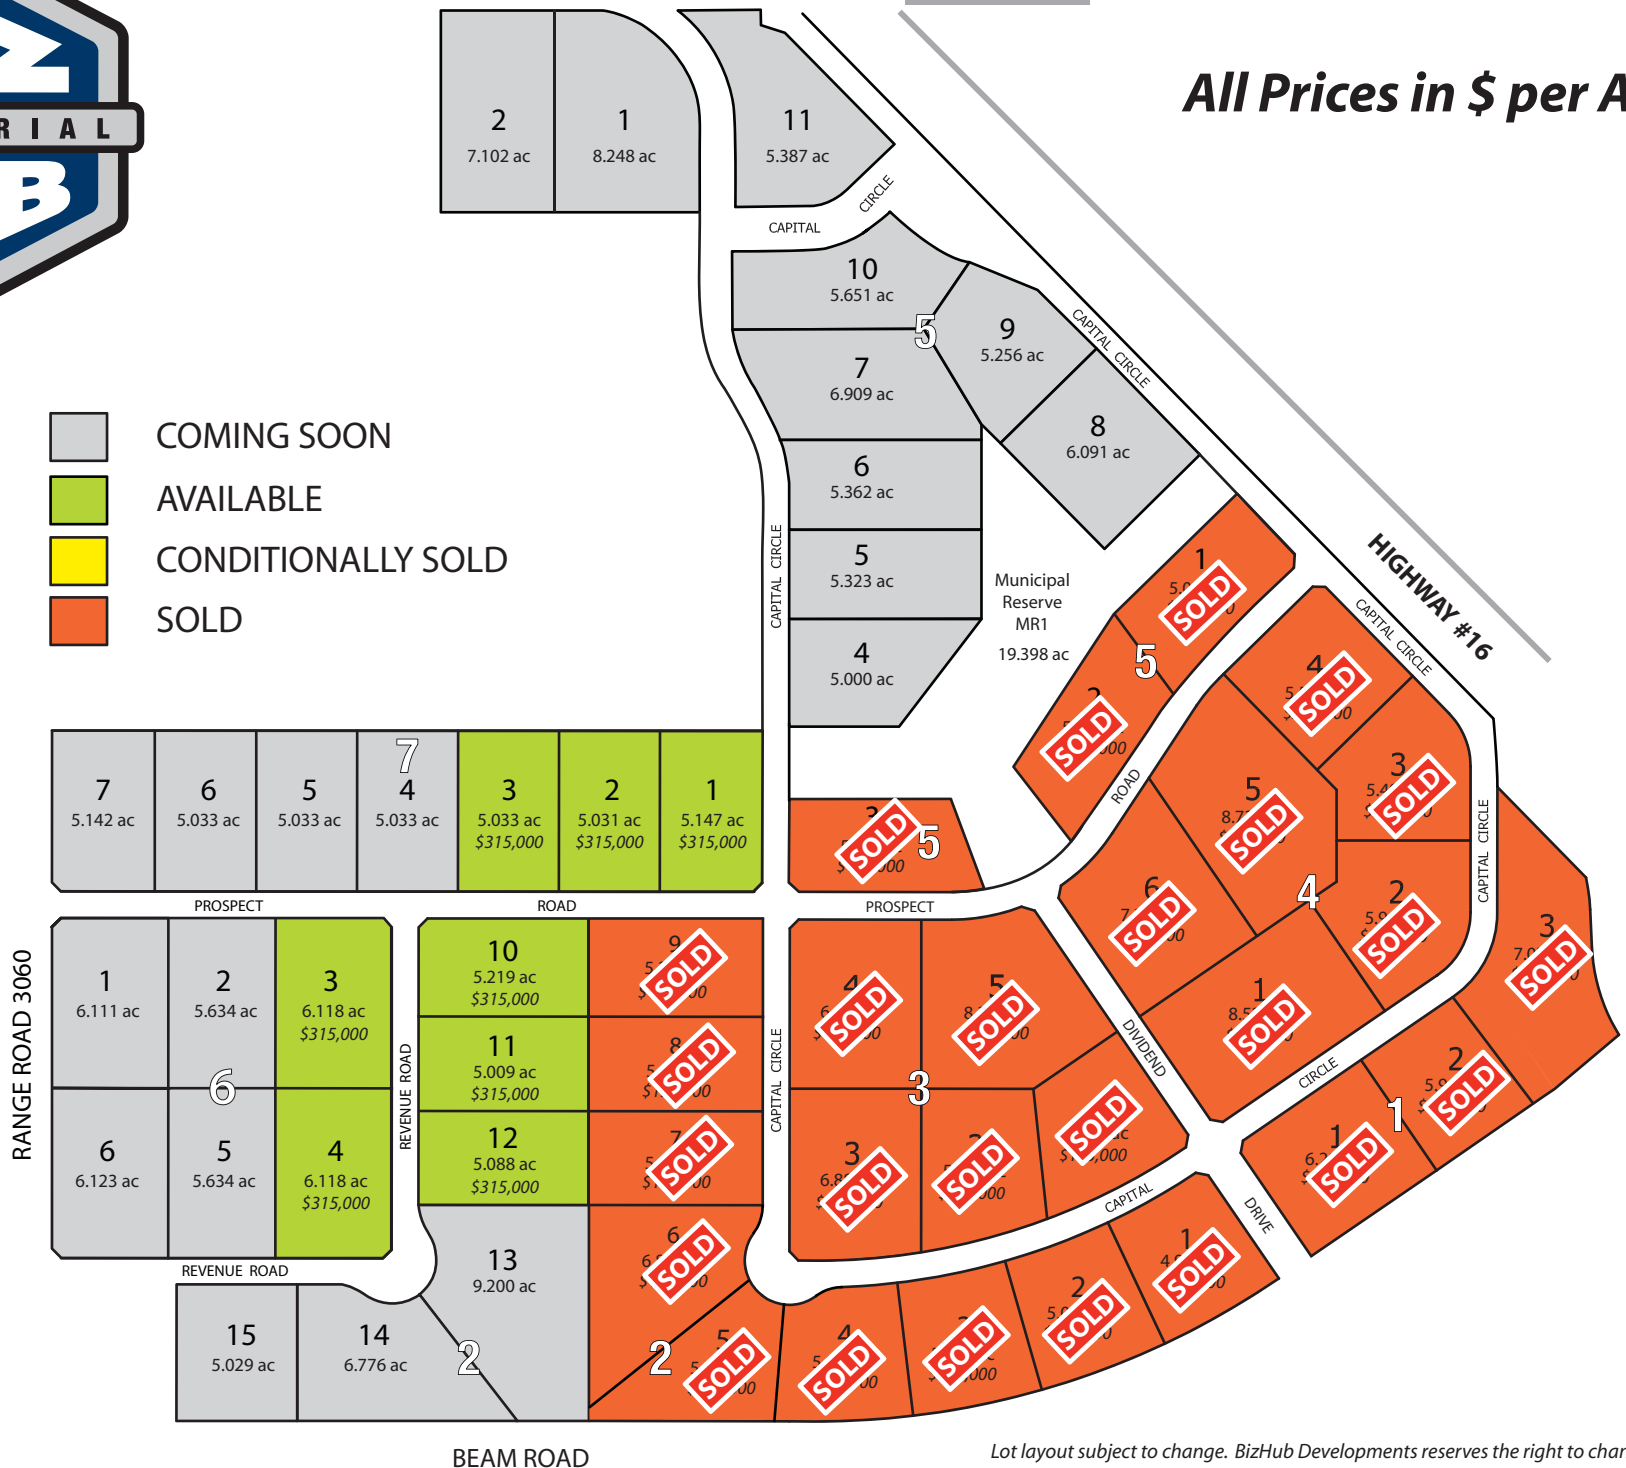 RIAL
B
All Prices in $ per A
2
7.102 ac
1
8.248 ac
11
5.387 ac
CAPITAL CIRCLE
10
5.651 ac
5
9
5.256 ac
CAPITAL CIRCLE
7
6.909 ac
8
6.091 ac
COMING SOON
AVAILABLE
CONDITIONALLY SOLD
SOLD
6
5.362 ac
5
5.323 ac
4
5.000 ac
CAPITAL CIRCLE
Municipal
Reserve
MR1
19.398 ac
HIGHWAY #16
1
SOLD
5
SOLD
CAPITAL CIRCLE
4
SOLD
3
SOLD
5
SOLD
ROAD
CAPITAL CIRCLE
7
7
5.142 ac
6
5.033 ac
5
5.033 ac
4
5.033 ac
3
5.033 ac
$315,000
2
5.031 ac
$315,000
1
5.147 ac
$315,000
SOLD
5
6
SOLD
4
2
SOLD
3
SOLD
PROSPECT ROAD
PROSPECT
RANGE ROAD 3060
1
6.111 ac
2
5.634 ac
3
6.118 ac
$315,000
6
6
6.123 ac
5
5.634 ac
4
6.118 ac
$315,000
REVENUE ROAD
10
5.219 ac
$315,000
11
5.009 ac
$315,000
12
5.088 ac
$315,000
9
SOLD
8
SOLD
7
SOLD
CAPITAL CIRCLE
4
SOLD
5
SOLD
3
3
SOLD
SOLD
SOLD
DIVIDEND
1
SOLD
CIRCLE
2
SOLD
1
1
SOLD
CAPITAL
DRIVE
REVENUE ROAD
13
9.200 ac
6
SOLD
15
5.029 ac
14
6.776 ac
2
2
5
SOLD
4
SOLD
SOLD
2
SOLD
1
SOLD
BEAM ROAD
Lot layout subject to change. BizHub Developments reserves the right to char